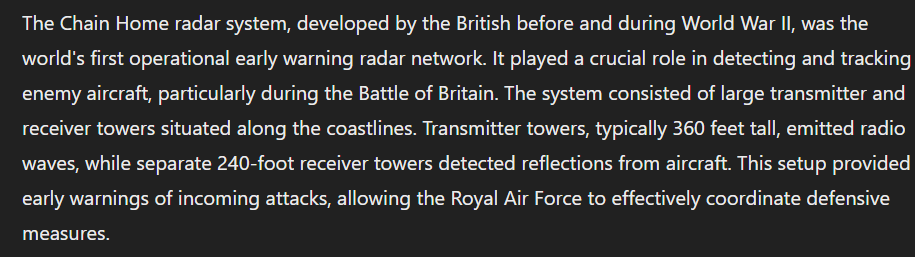 The Chain Home radar system, developed by the British before and during World War II, was the
world's first operational early warning radar network. It played a crucial role in detecting and tracking
enemy aircraft, particularly during the Battle of Britain. The system consisted of large transmitter and
receiver towers situated along the coastlines. Transmitter towers, typically 360 feet tall, emitted radio
waves, while separate 240-foot receiver towers detected reflections from aircraft. This setup provided
early warnings of incoming attacks, allowing the Royal Air Force to effectively coordinate defensive
measures.